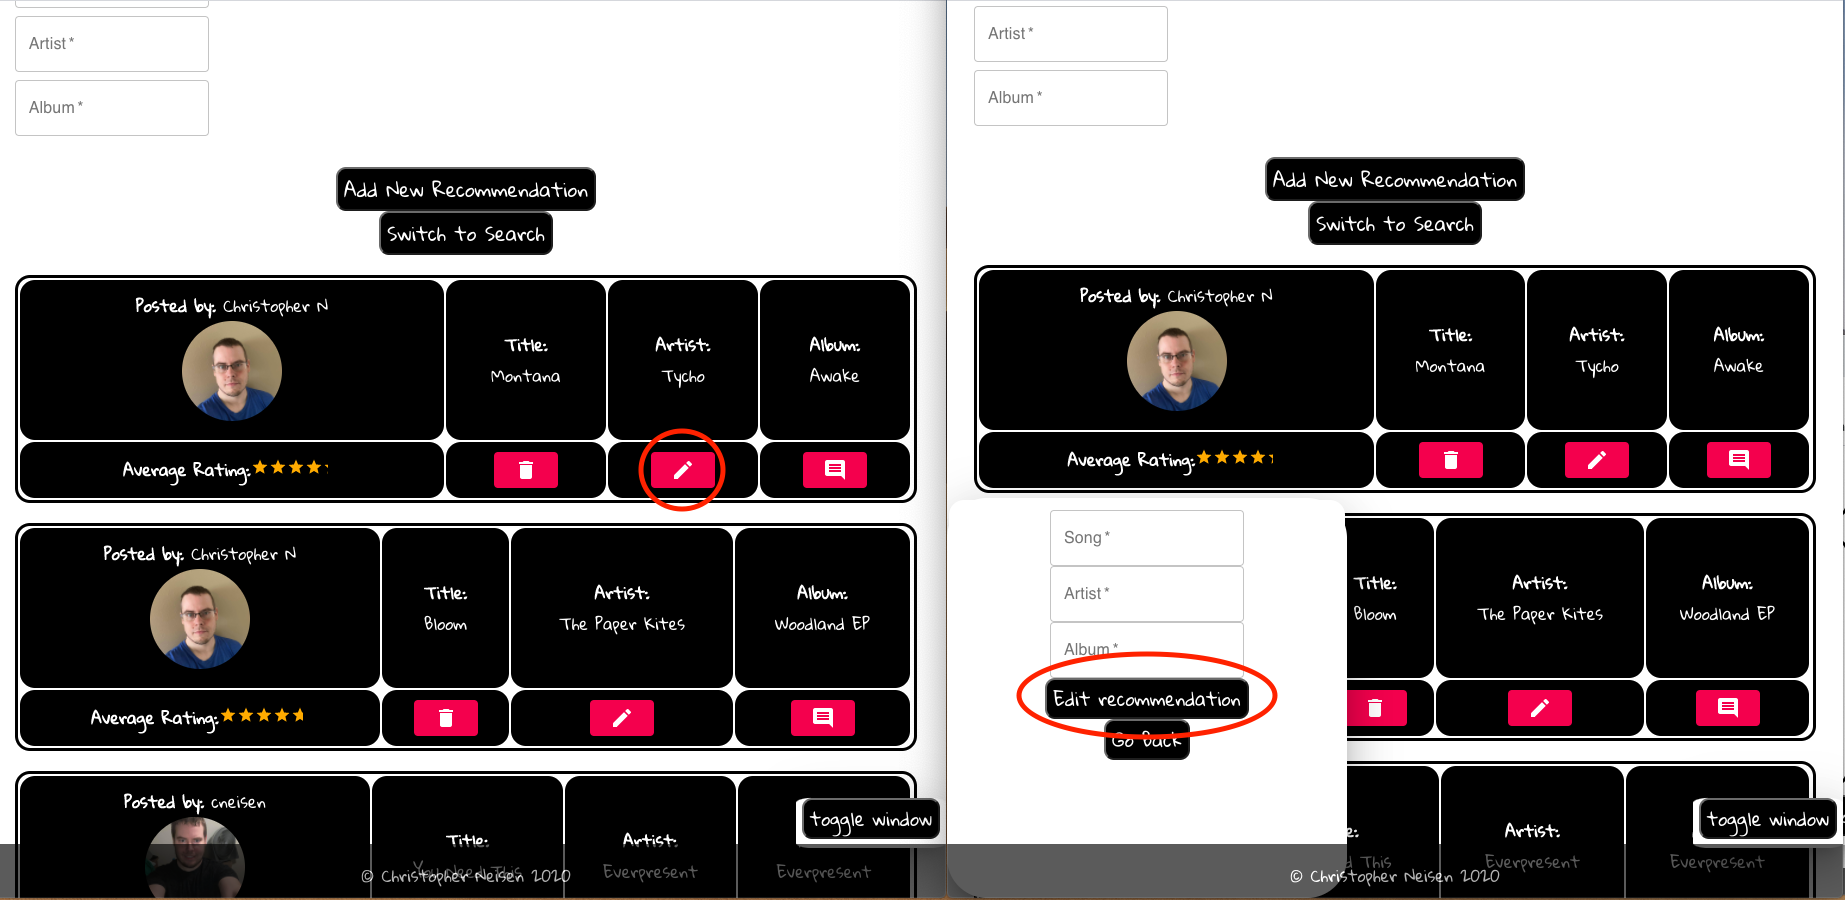 Artist *
Album *
Add New Recommendation
Switch to Search
Posted by: Christopher N
Title:
Montana
Artist:
Tycho
Album:
Awake
Average Rating:
Posted by: Christopher N
Title:
Bloom
Artist:
The Paper Kites
Album:
Woodland EP
Average Rating:
Posted by: cneisen
Title:
You Need This
Artist:
Everpresent
Everpresent
toggle window
© Christopher Neisen 2020
Artist *
Album *
Add New Recommendation
Switch to Search
Posted by: Christopher N
Title:
Montana
Artist:
Tycho
Album:
Awake
Average Rating:
Song *
Artist *
Album *
Edit recommendation
Go Back
Title:
Bloom
Artist:
The Paper Kites
Album:
Woodland EP
e:
d This
Artist:
Everpresent
Everpresent
toggle window
© Christopher Neisen 2020